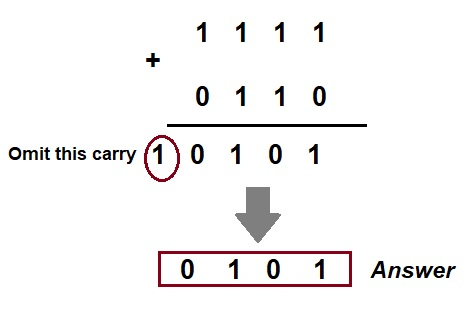 1 1 1 1
+
0 1 1 0
Omit this carry 1 0 1 0 1
0 1 0 1 Answer